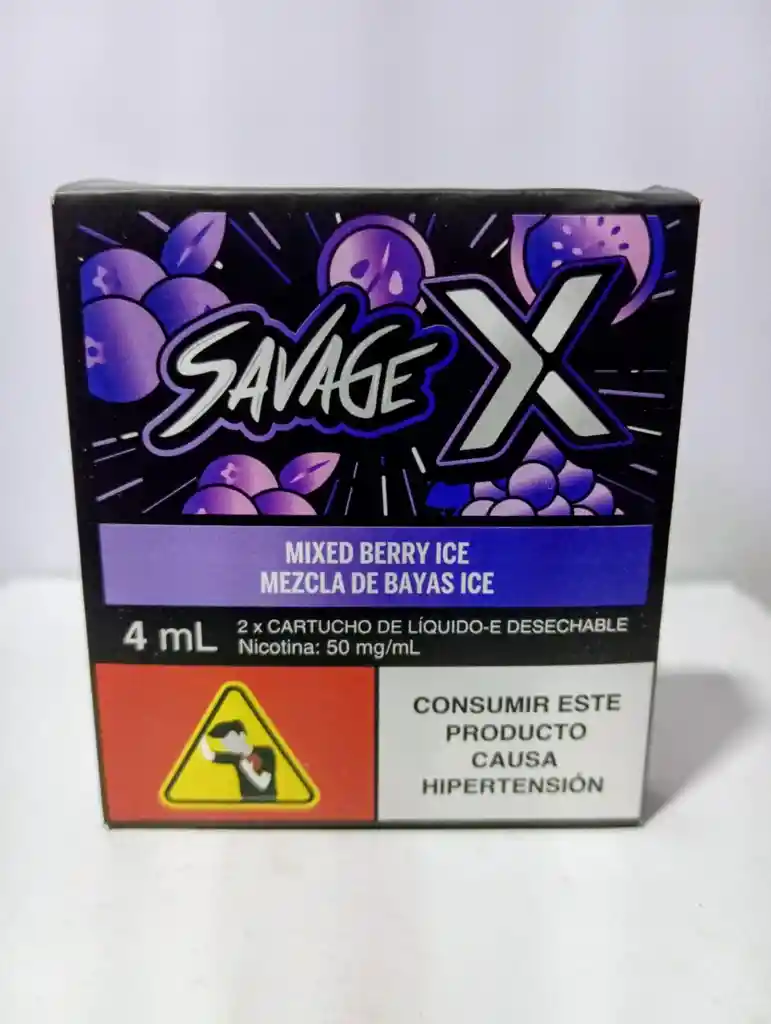 SAVAGE X
MIXED BERRY ICE
MEZCLA DE BAYAS ICE
4 mL
2 x CARTUCHO DE LÍQUIDO-E DESECHABLE
Nicotina: 50 mg/mL
CONSUMIR ESTE
PRODUCTO
CAUSA
HIPERTENSIÓN